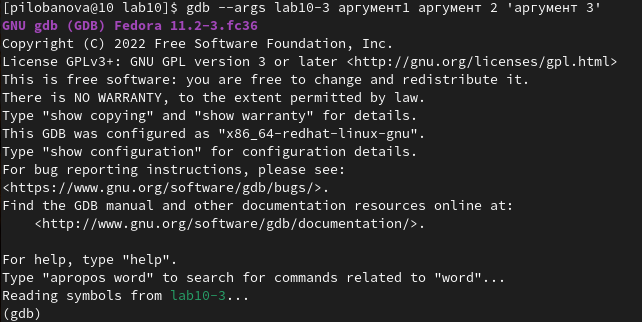 [pilobanova@10 lab10]$ gdb --args lab10-3 аргумент1 аргумент 2 'аргумент 3'
GNU gdb (GDB) Fedora 11.2-3.fc36
Copyright (C) 2022 Free Software Foundation, Inc.
License GPLv3+: GNU GPL version 3 or later <http://gnu.org/licenses/gpl.html>
This is free software: you are free to change and redistribute it.
There is NO WARRANTY, to the extent permitted by law.
Type "show copying" and "show warranty" for details.
This GDB was configured as "x86_64-redhat-linux-gnu".
Type "show configuration" for configuration details.
For bug reporting instructions, please see:
<https://www.gnu.org/software/gdb/bugs/>.
Find the GDB manual and other documentation resources online at:
    <http://www.gnu.org/software/gdb/documentation/>.

For help, type "help".
Type "apropos word" to search for commands related to "word"...
Reading symbols from lab10-3...
(gdb)